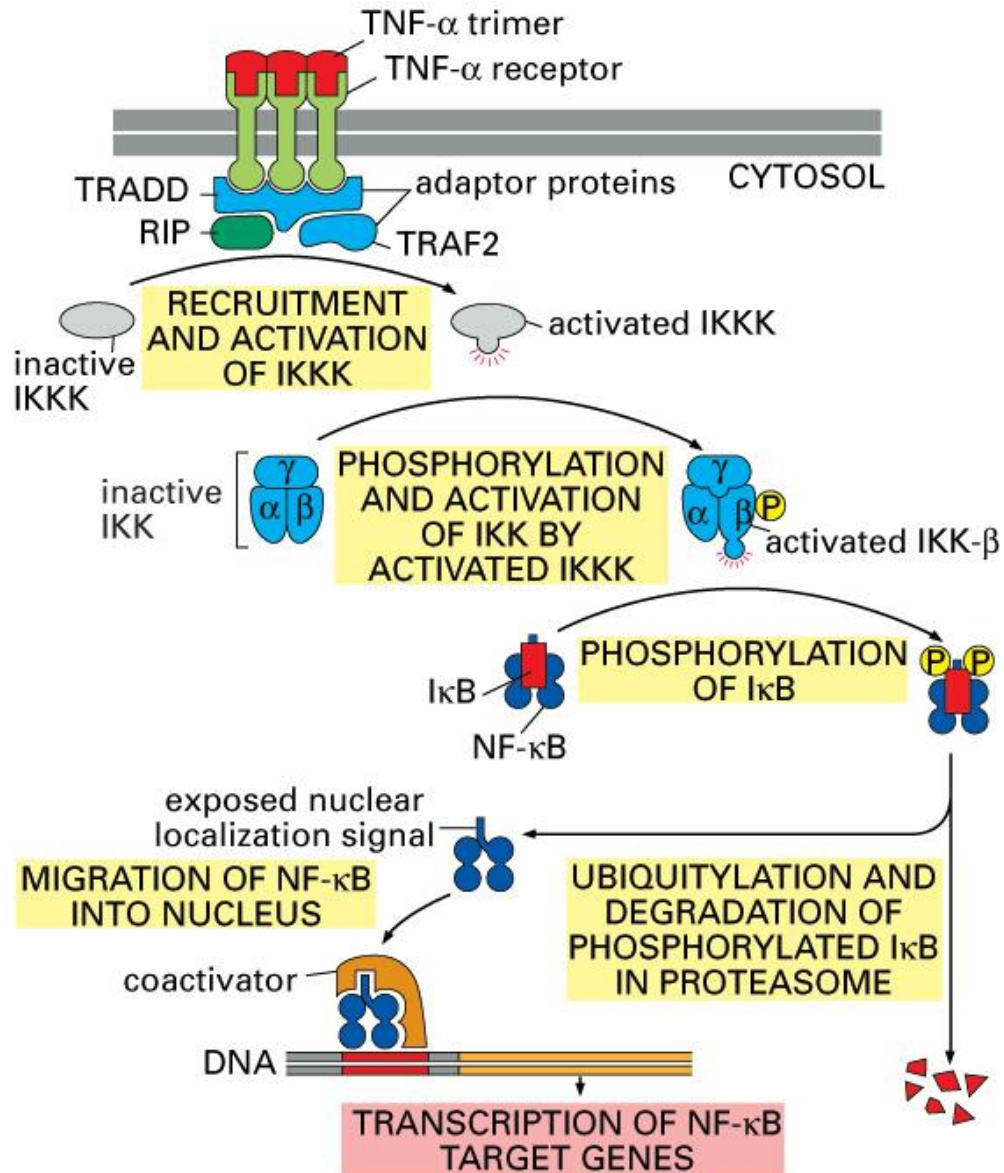 TNF-α trimer
TNF-α receptor
CYTOSOL
TRADD
adaptor proteins
RIP
TRAF2
RECRUITMENT
AND ACTIVATION
OF IKKK
inactive
IKKK
activated IKKK
inactive
IKK
γ
α β
PHOSPHORYLATION
AND ACTIVATION
OF IKK BY
ACTIVATED IKKK
γ
α β P
activated IKK-β
IκB
NF-κB
PHOSPHORYLATION
OF IκB
P P
exposed nuclear
localization signal
MIGRATION OF NF-κB
INTO NUCLEUS
UBIQUITYLATION AND
DEGRADATION OF
PHOSPHORYLATED IκB
IN PROTEASOME
coactivator
DNA
TRANSCRIPTION OF NF-κB
TARGET GENES